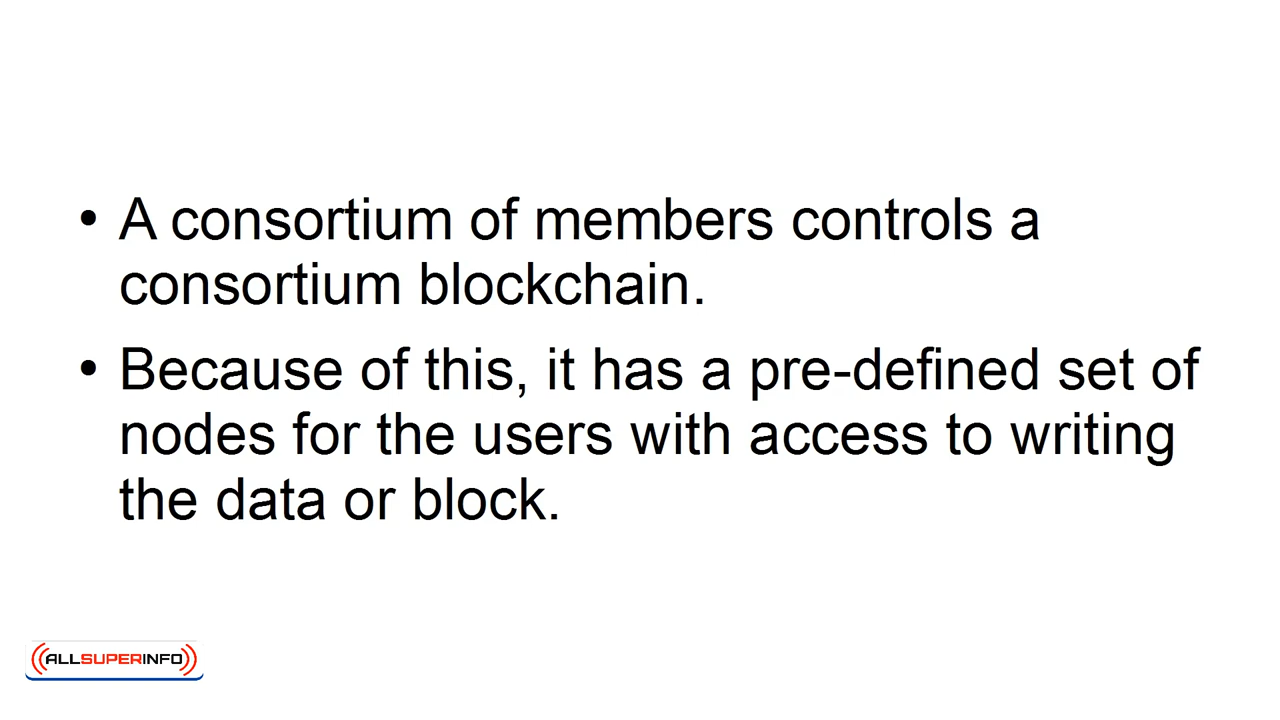 • A consortium of members controls a
consortium blockchain.
• Because of this, it has a pre-defined set of
nodes for the users with access to writing
the data or block.
ALLSUPERINFO